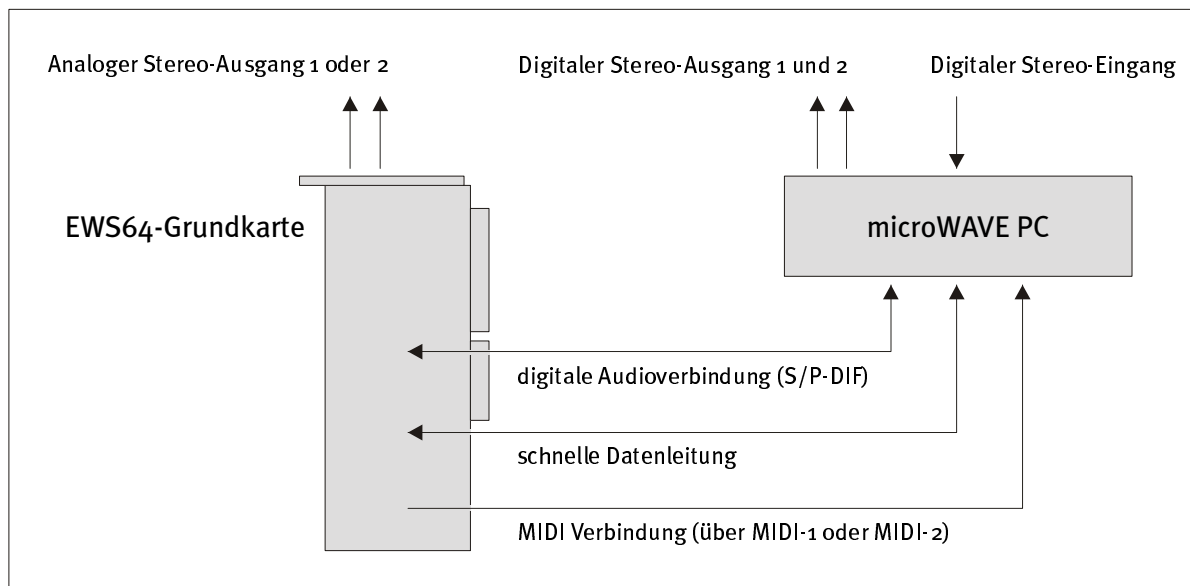 Analoger Stereo-Ausgang 1 oder 2
Digitaler Stereo-Ausgang 1 und 2
Digitaler Stereo-Eingang
EWS64-Grundkarte
microWAVE PC
digitale Audioverbindung (S/P-DIF)
schnelle Datenleitung
MIDI Verbindung (über MIDI-1 oder MIDI-2)